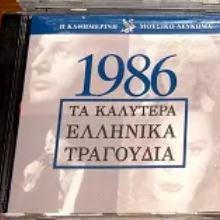 Η ΚΑΘΗΜΕΡΙΝΗ ΜΟΥΣΙΚΟ ΛΕΥΚΩΜΑ
1986
ΤΑ ΚΑΛΥΤΕΡΑ
ΕΛΛΗΝΙΚΑ
ΤΡΑΓΟΥΔΙΑ